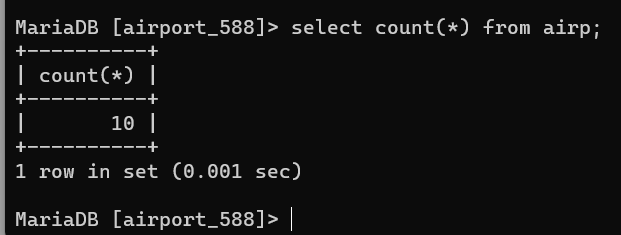 MariaDB [airport_588]> select count(*) from airp;
+----------+
| count(*) |
+----------+
|       10 |
+----------+
1 row in set (0.001 sec)
MariaDB [airport_588]>